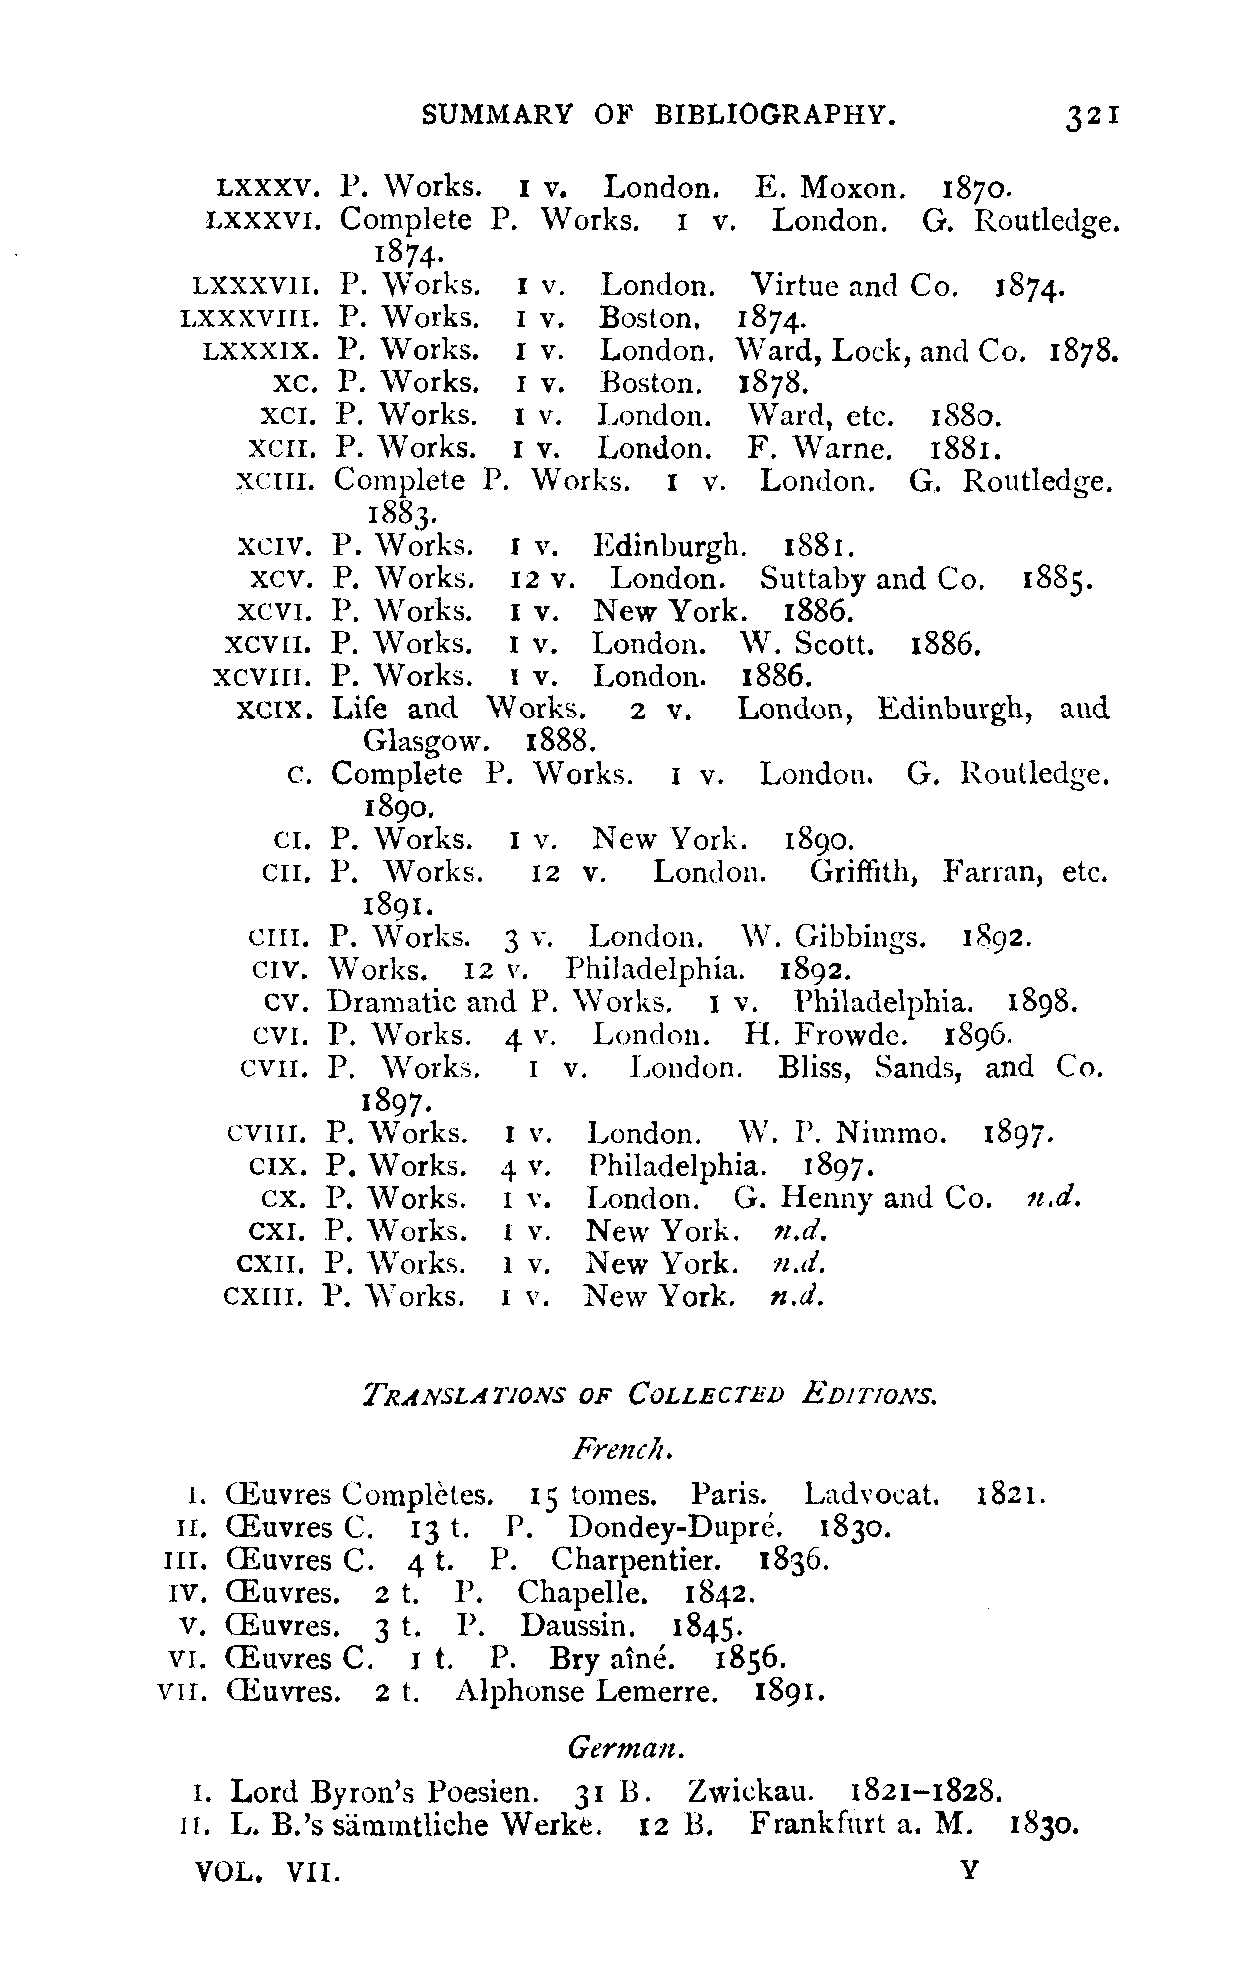 SUMMARY OF BIBLIOGRAPHY. 321
LXXXV. P. Works. 1 v. London. E. Moxon. 1870.
LXXXVI. Complete P. Works. 1 v. London. G. Routledge.
1874.
LXXXVII. P. Works. 1 v. London. Virtue and Co. 1874.
LXXXVIII. P. Works. 1 v. Boston. 1874.
LXXXIX. P. Works. 1 v. London. Ward, Lock, and Co. 1878.
XC. P. Works. 1 v. Boston. 1878.
XCI. P. Works. 1 v. London. Ward, etc. 1880.
XCII. P. Works. 1 v. London. F. Warne. 1881.
XCIII. Complete P. Works. 1 v. London. G. Routledge.
1883.
XCIV. P. Works. 1 v. Edinburgh. 1881.
XCV. P. Works. 12 v. London. Suttaby and Co. 1885.
XCVI. P. Works. 1 v. New York. 1886.
XCVII. P. Works. 1 v. London. W. Scott. 1886.
XCVIII. P. Works. 1 v. London. 1886.
XCIX. Life and Works. 2 v. London, Edinburgh, and
Glasgow. 1888.
C. Complete P. Works. 1 v. London. G. Routledge.
1890.
CI. P. Works. 1 v. New York. 1890.
CII. P. Works. 12 v. London. Griffith, Farran, etc.
1891.
CIII. P. Works. 3 v. London. W. Gibbings. 1892.
CIV. Works. 12 v. Philadelphia. 1892.
CV. Dramatic and P. Works. 1 v. Philadelphia. 1898.
CVI. P. Works. 4 v. London. H. Frowde. 1896.
CVII. P. Works. 1 v. London. Bliss, Sands, and Co.
1897.
CVIII. P. Works. 1 v. London. W. P. Nimmo. 1897.
CIX. P. Works. 4 v. Philadelphia. 1897.
CX. P. Works. 1 v. London. G. Henny and Co. n.d.
CXI. P. Works. 1 v. New York. n.d.
CXII. P. Works. 1 v. New York. n.d.
CXIII. P. Works. 1 v. New York. n.d.
TRANSLATIONS OF COLLECTED EDITIONS.
French.
I. Œuvres Complètes. 15 tomes. Paris. Ladvocat. 1821.
II. Œuvres C. 13 t. P. Dondey-Dupré. 1830.
III. Œuvres C. 4 t. P. Charpentier. 1836.
IV. Œuvres. 2 t. P. Chapelle. 1842.
V. Œuvres. 3 t. P. Daussin. 1845.
VI. Œuvres C. 1 t. P. Bry aîné. 1856.
VII. Œuvres. 2 t. Alphonse Lemerre. 1891.
German.
I. Lord Byron's Poesien. 31 B. Zwickau. 1821–1828.
II. L. B.'s sämmtliche Werke. 12 B. Frankfurt a. M. 1830.
VOL. VII. Y